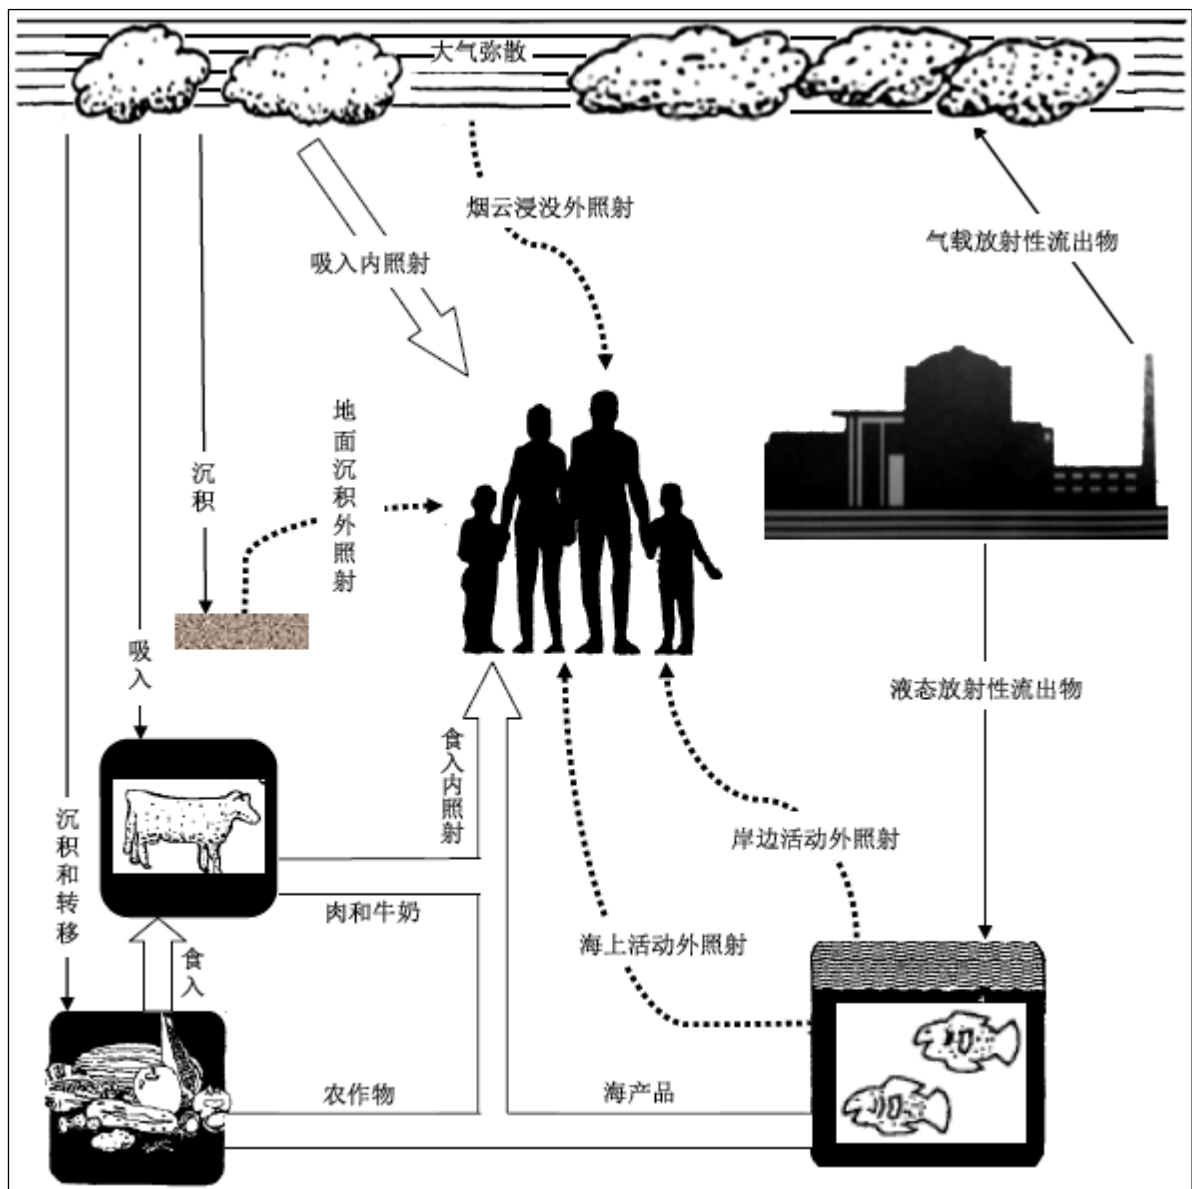 大气弥散
烟云浸没外照射
气载放射性流出物
吸入内照射
地面沉积外照射
沉积
吸入
液态放射性流出物
食入内照射
沉积和转移
岸边活动外照射
肉和牛奶
海上活动外照射
食入
农作物
海产品